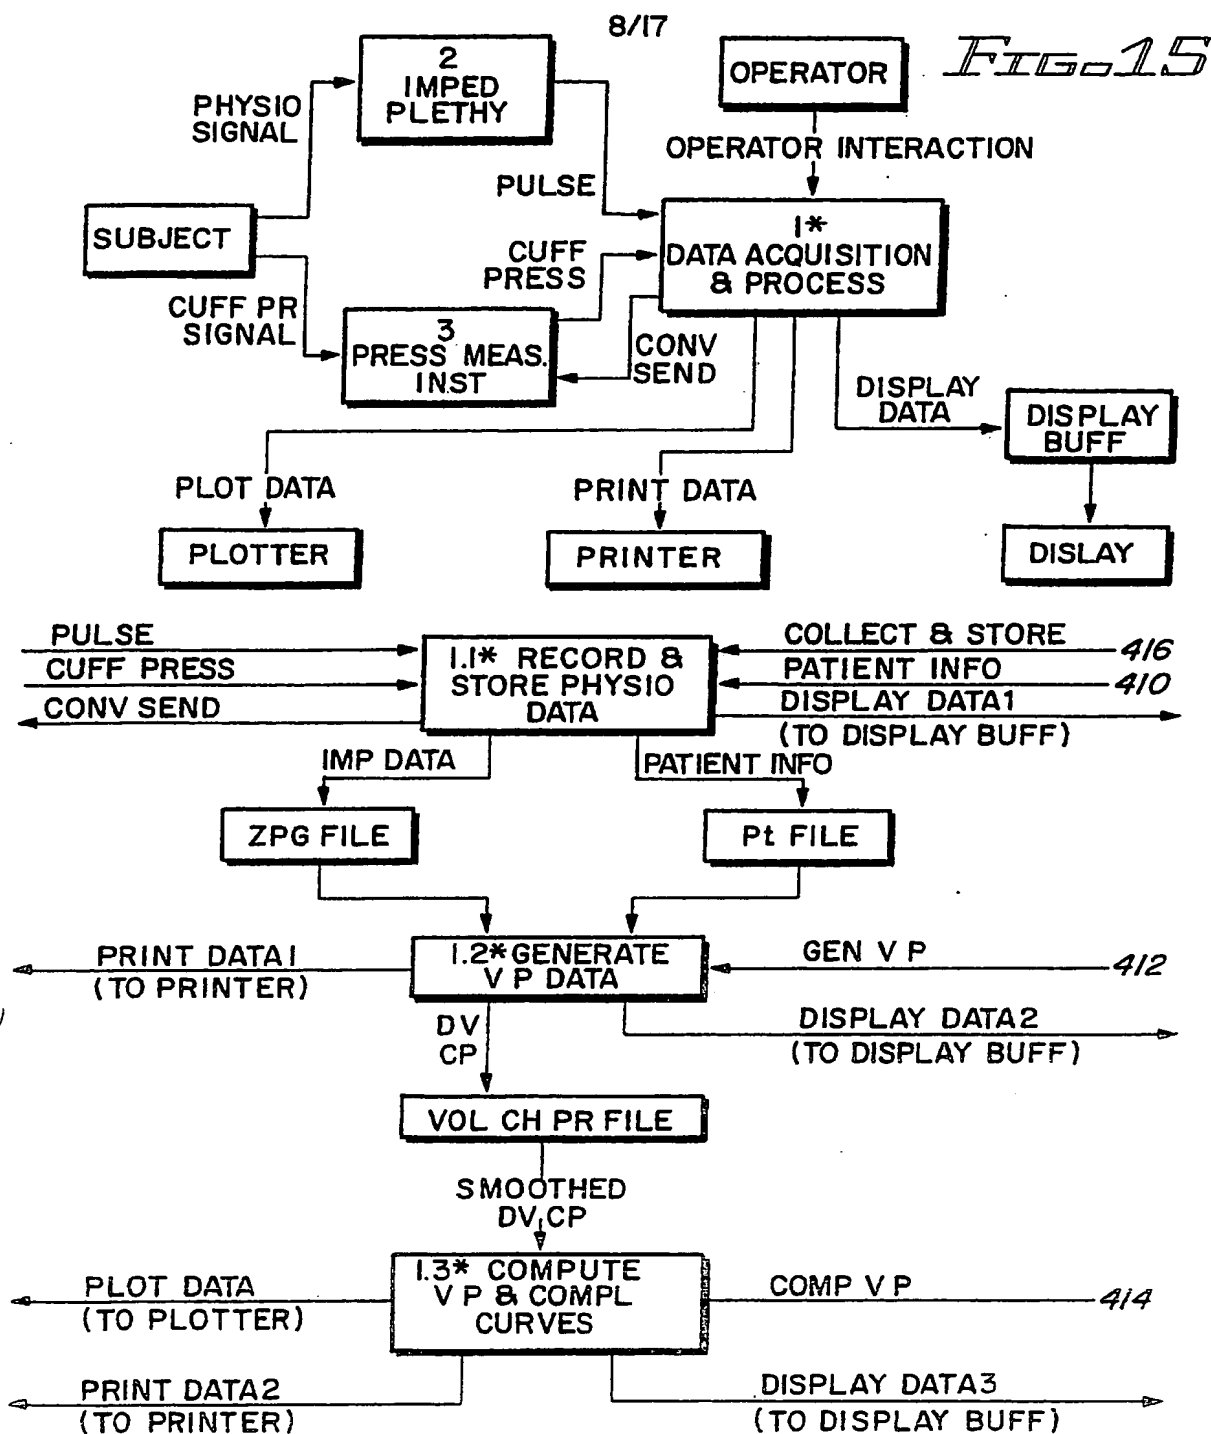 8/17
FIG.15
2
IMPED
PLETHY
OPERATOR
PHYSIO
SIGNAL
OPERATOR INTERACTION
PULSE
SUBJECT
1*
DATA ACQUISITION
& PROCESS
CUFF
PRESS
CUFF PR
SIGNAL
3
PRESS MEAS.
INST
CONV
SEND
DISPLAY
DATA
DISPLAY
BUFF
PLOT DATA
PRINT DATA
PLOTTER
PRINTER
DISLAY
PULSE
CUFF PRESS
CONV SEND
1.1* RECORD &
STORE PHYSIO
DATA
COLLECT & STORE
416
PATIENT INFO
410
DISPLAY DATA1
(TO DISPLAY BUFF)
IMP DATA
PATIENT INFO
ZPG FILE
Pt FILE
PRINT DATA1
(TO PRINTER)
1.2* GENERATE
V P DATA
GEN V P
412
DV
CP
DISPLAY DATA2
(TO DISPLAY BUFF)
VOL CH PR FILE
SMOOTHED
DV, CP
PLOT DATA
(TO PLOTTER)
1.3* COMPUTE
V P & COMPL
CURVES
COMP V P
414
PRINT DATA2
(TO PRINTER)
DISPLAY DATA3
(TO DISPLAY BUFF)